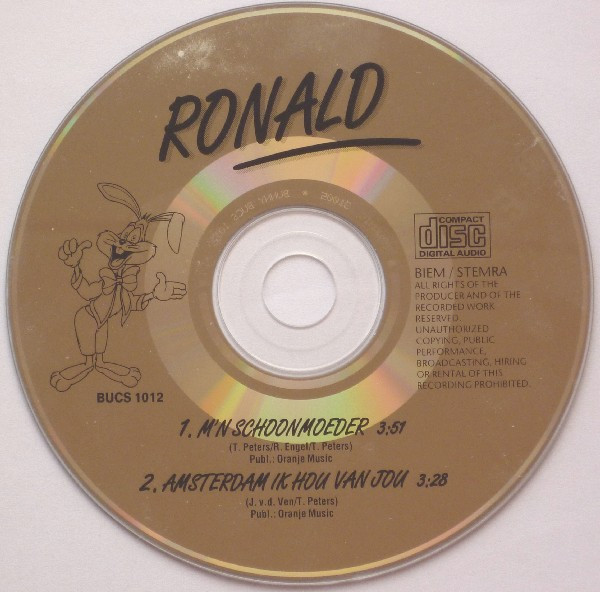 RONALD
COMPACT
disc
DIGITAL AUDIO
BIEM / STEMRA
ALL RIGHTS OF THE
PRODUCER AND OF THE
RECORDED WORK
RESERVED.
UNAUTHORIZED
COPYING, PUBLIC
PERFORMANCE,
BROADCASTING, HIRING
OR RENTAL OF THIS
RECORDING PROHIBITED.
BUCS 1012
1. M'N SCHOONMOEDER 3:51
(T. Peters/R. Engel/T. Peters)
Publ.: Oranje Music
2. AMSTERDAM IK HOU VAN JOU 3:28
(J. v.d. Ven/T. Peters)
Publ.: Oranje Music